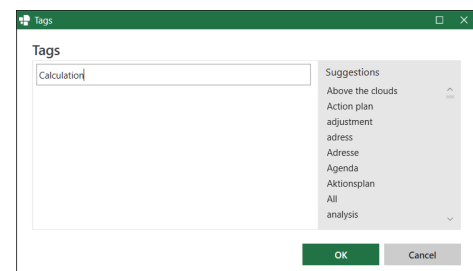 Tags
Tags
Calculation
Suggestions
Above the clouds
Action plan
adjustment
adress
Adresse
Agenda
Aktionsplan
All
analysis
OK
Cancel